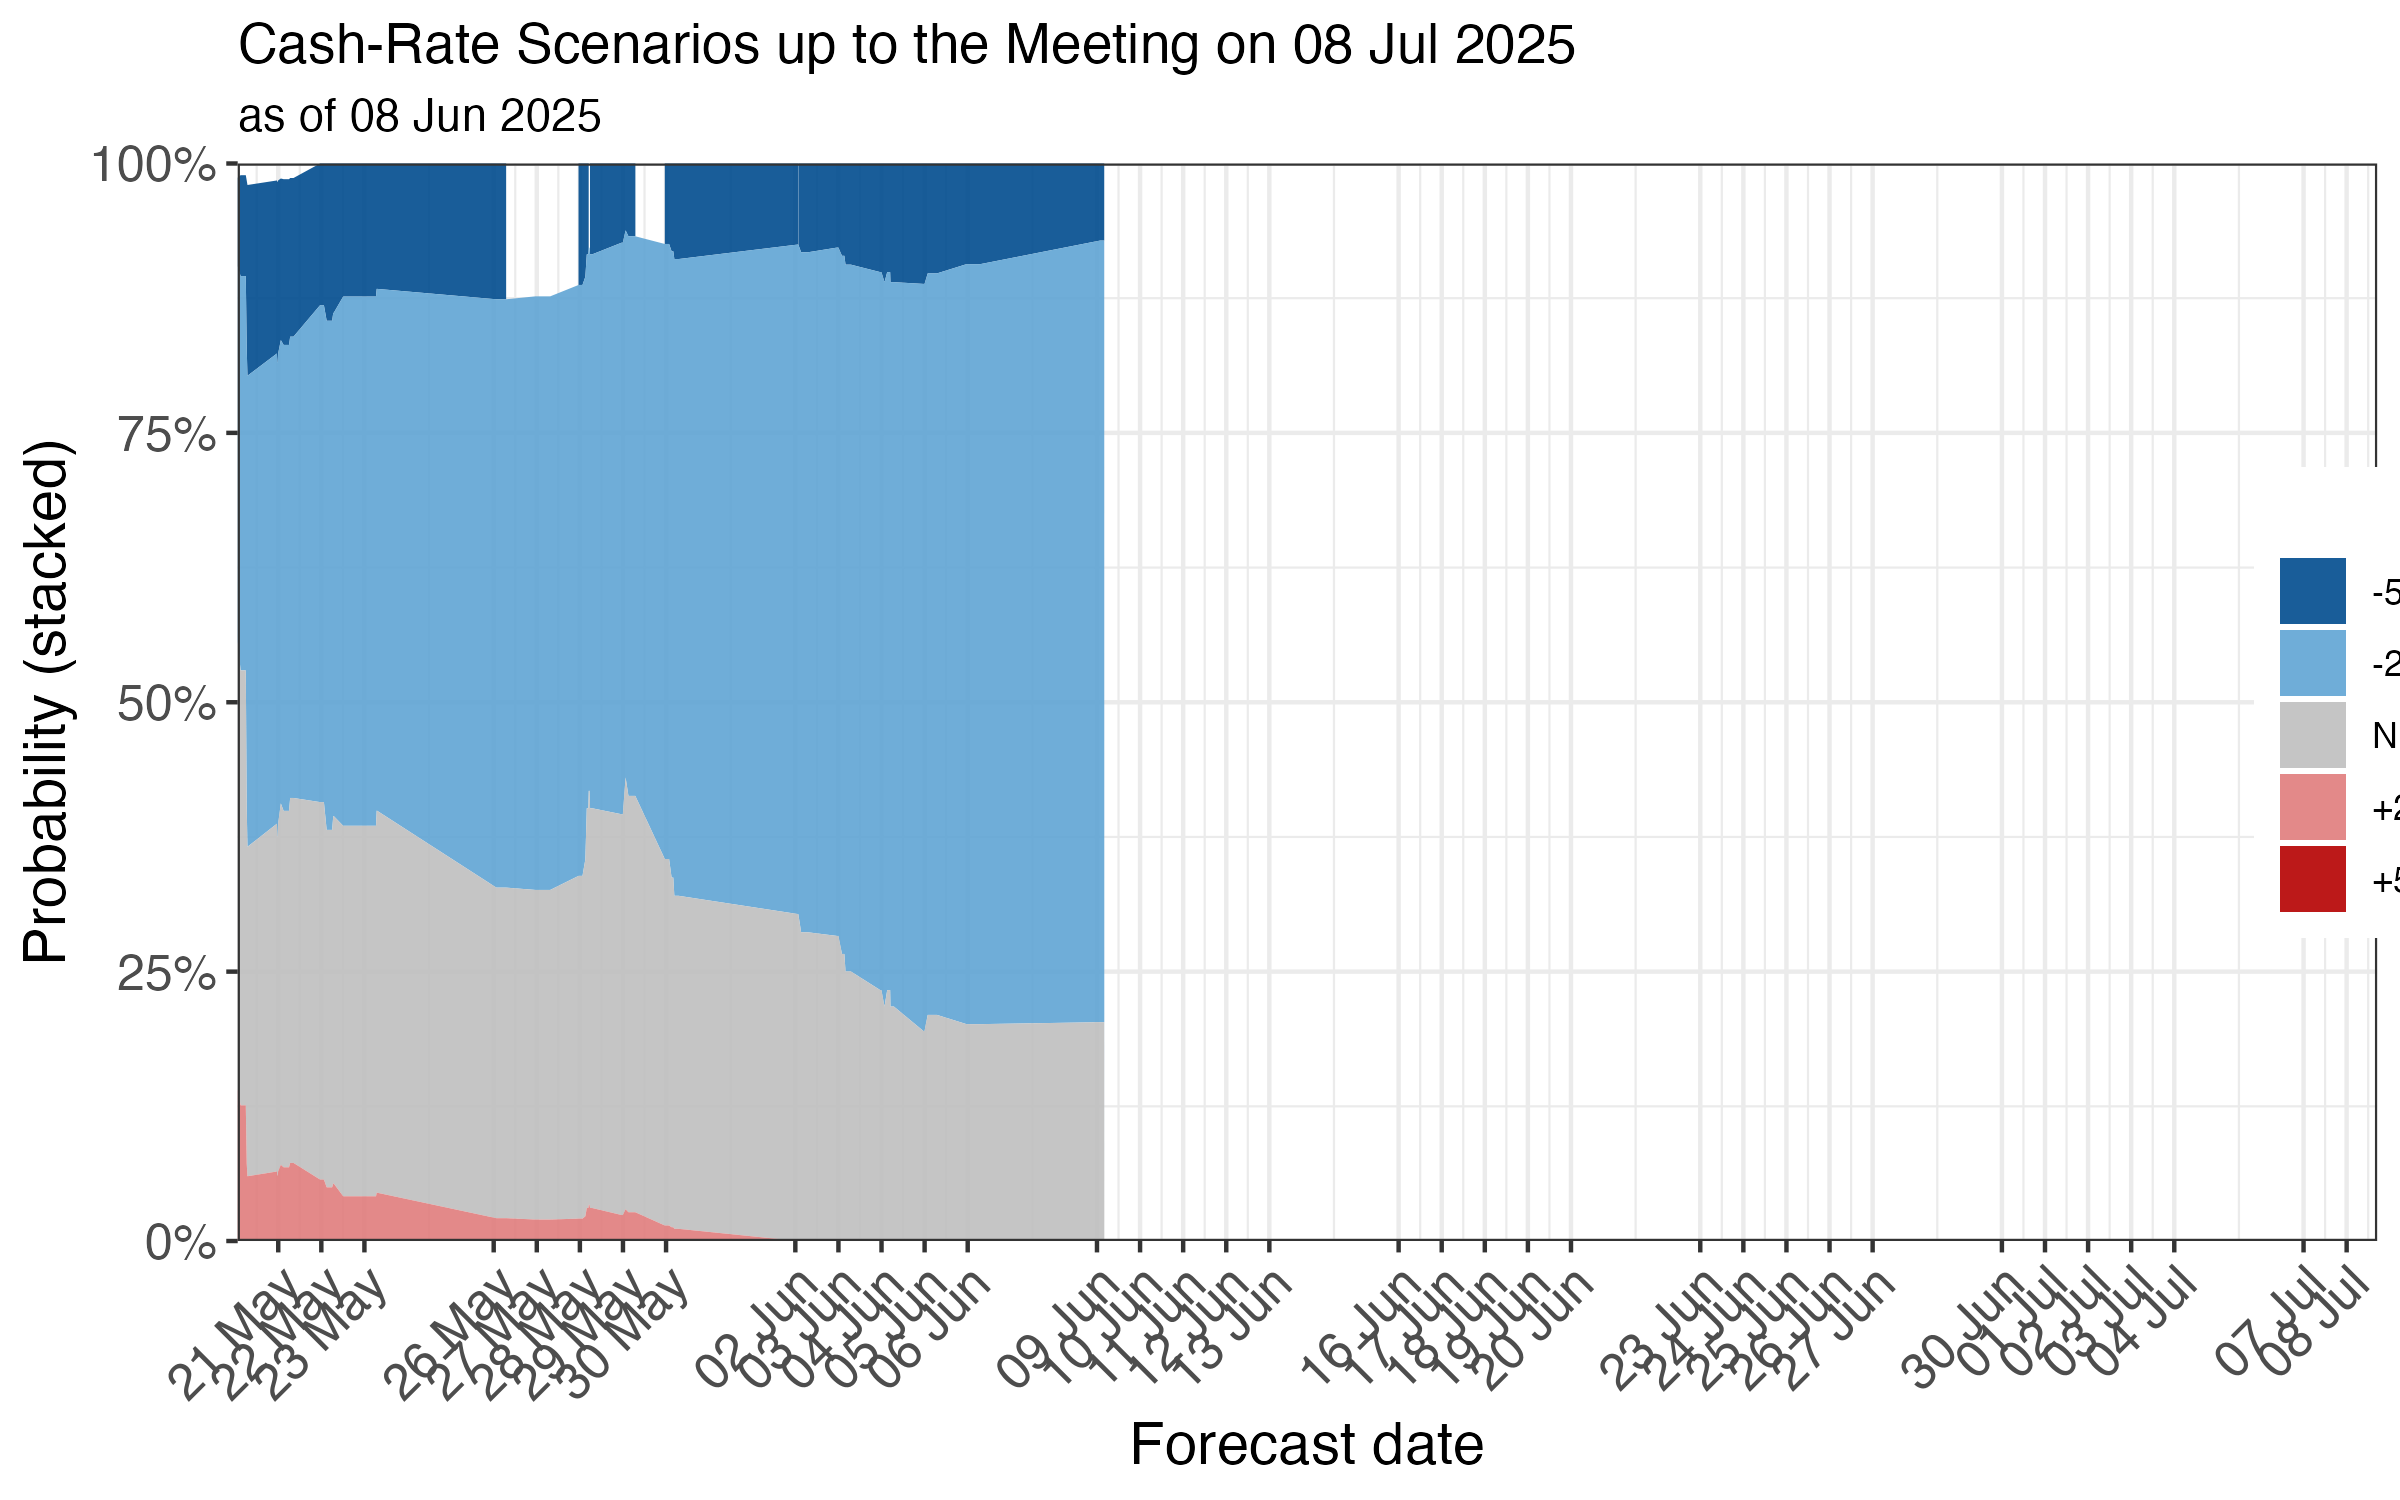 Cash-Rate Scenarios up to the Meeting on 08 Jul 2025
as of 08 Jun 2025
100%
75%
50%
25%
0%
Probability (stacked)
-5
-2
N
+2
+5
21 May
22 May
23 May
26 May
27 May
28 May
29 May
30 May
02 Jun
03 Jun
04 Jun
05 Jun
06 Jun
09 Jun
10 Jun
11 Jun
12 Jun
13 Jun
16 Jun
17 Jun
18 Jun
19 Jun
20 Jun
23 Jun
24 Jun
25 Jun
26 Jun
27 Jun
30 Jun
01 Jul
02 Jul
03 Jul
04 Jul
07 Jul
08 Jul
Forecast date